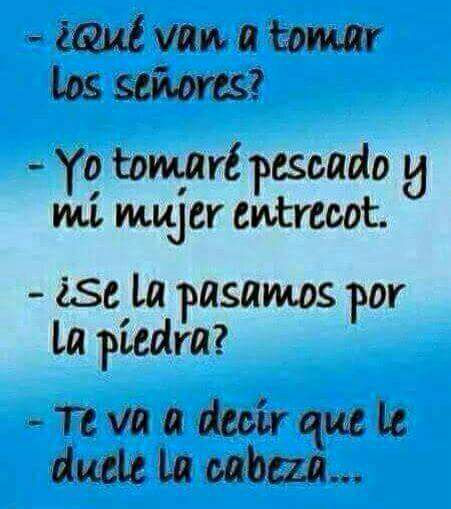 - ¿Qué van a tomar
los señores?
- Yo tomaré pescado y
mi mujer entrecot.
- ¿Se la pasamos por
la piedra?
- Te va a decir que le
duele la cabeza...